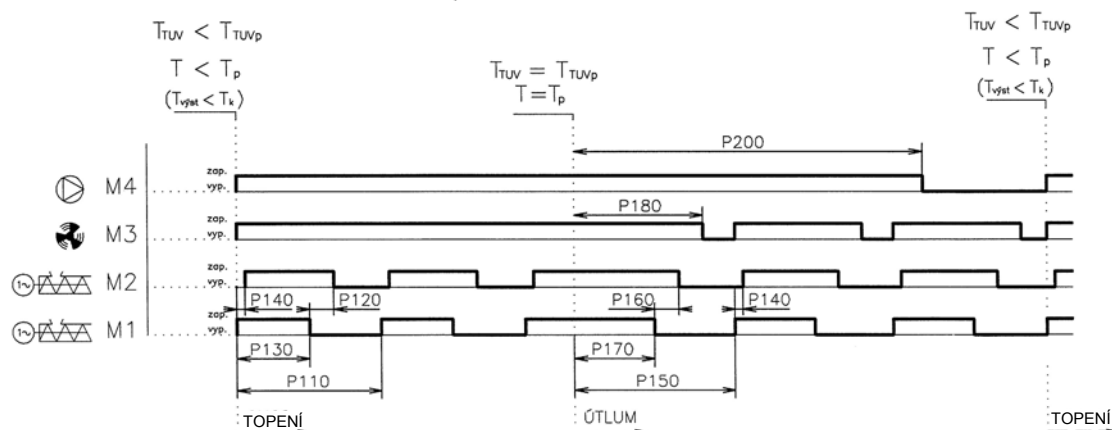 T_TUV < T_TUVp
T < T_p
(T_výst < T_k)
T_TUV = T_TUVp
T = T_p
T_TUV < T_TUVp
T < T_p
(T_výst < T_k)
P200
M4
zap.
vyp.
P180
M3
zap.
vyp.
M2
zap.
vyp.
1~
P140
P120
P160
P140
M1
zap.
vyp.
1~
P130
P170
P110
P150
TOPENÍ
ÚTLUM
TOPENÍ